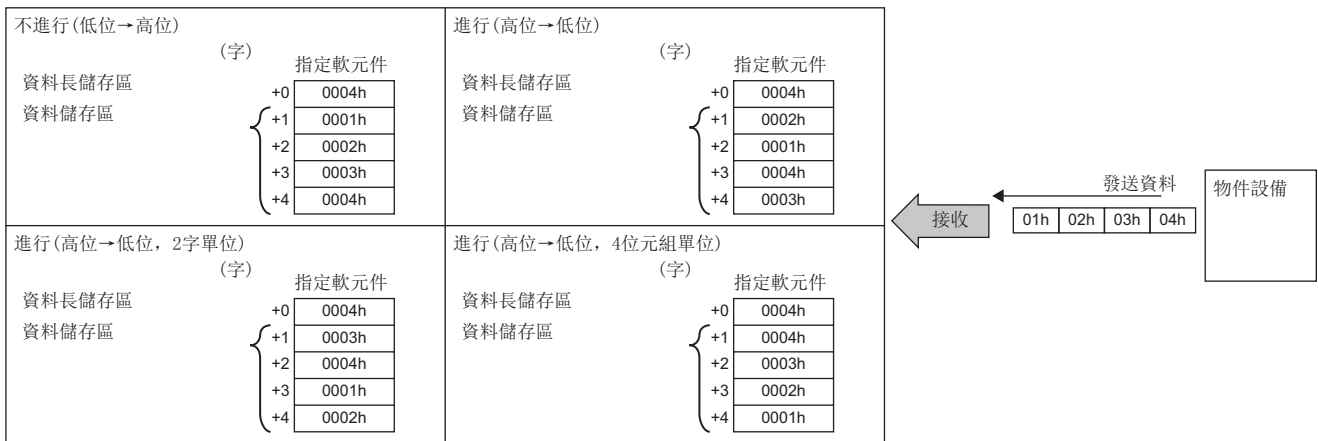 不進行(低位→高位)
(字)
指定軟元件
資料長儲存區
+0 0004h
資料儲存區
+1 0001h
+2 0002h
+3 0003h
+4 0004h
進行(高位→低位)
(字)
指定軟元件
資料長儲存區
+0 0004h
資料儲存區
+1 0002h
+2 0001h
+3 0004h
+4 0003h
進行(高位→低位, 2字單位)
(字)
指定軟元件
資料長儲存區
+0 0004h
資料儲存區
+1 0003h
+2 0004h
+3 0001h
+4 0002h
進行(高位→低位, 4位元組單位)
(字)
指定軟元件
資料長儲存區
+0 0004h
資料儲存區
+1 0004h
+2 0003h
+3 0002h
+4 0001h
接收
發送資料
01h 02h 03h 04h
物件設備